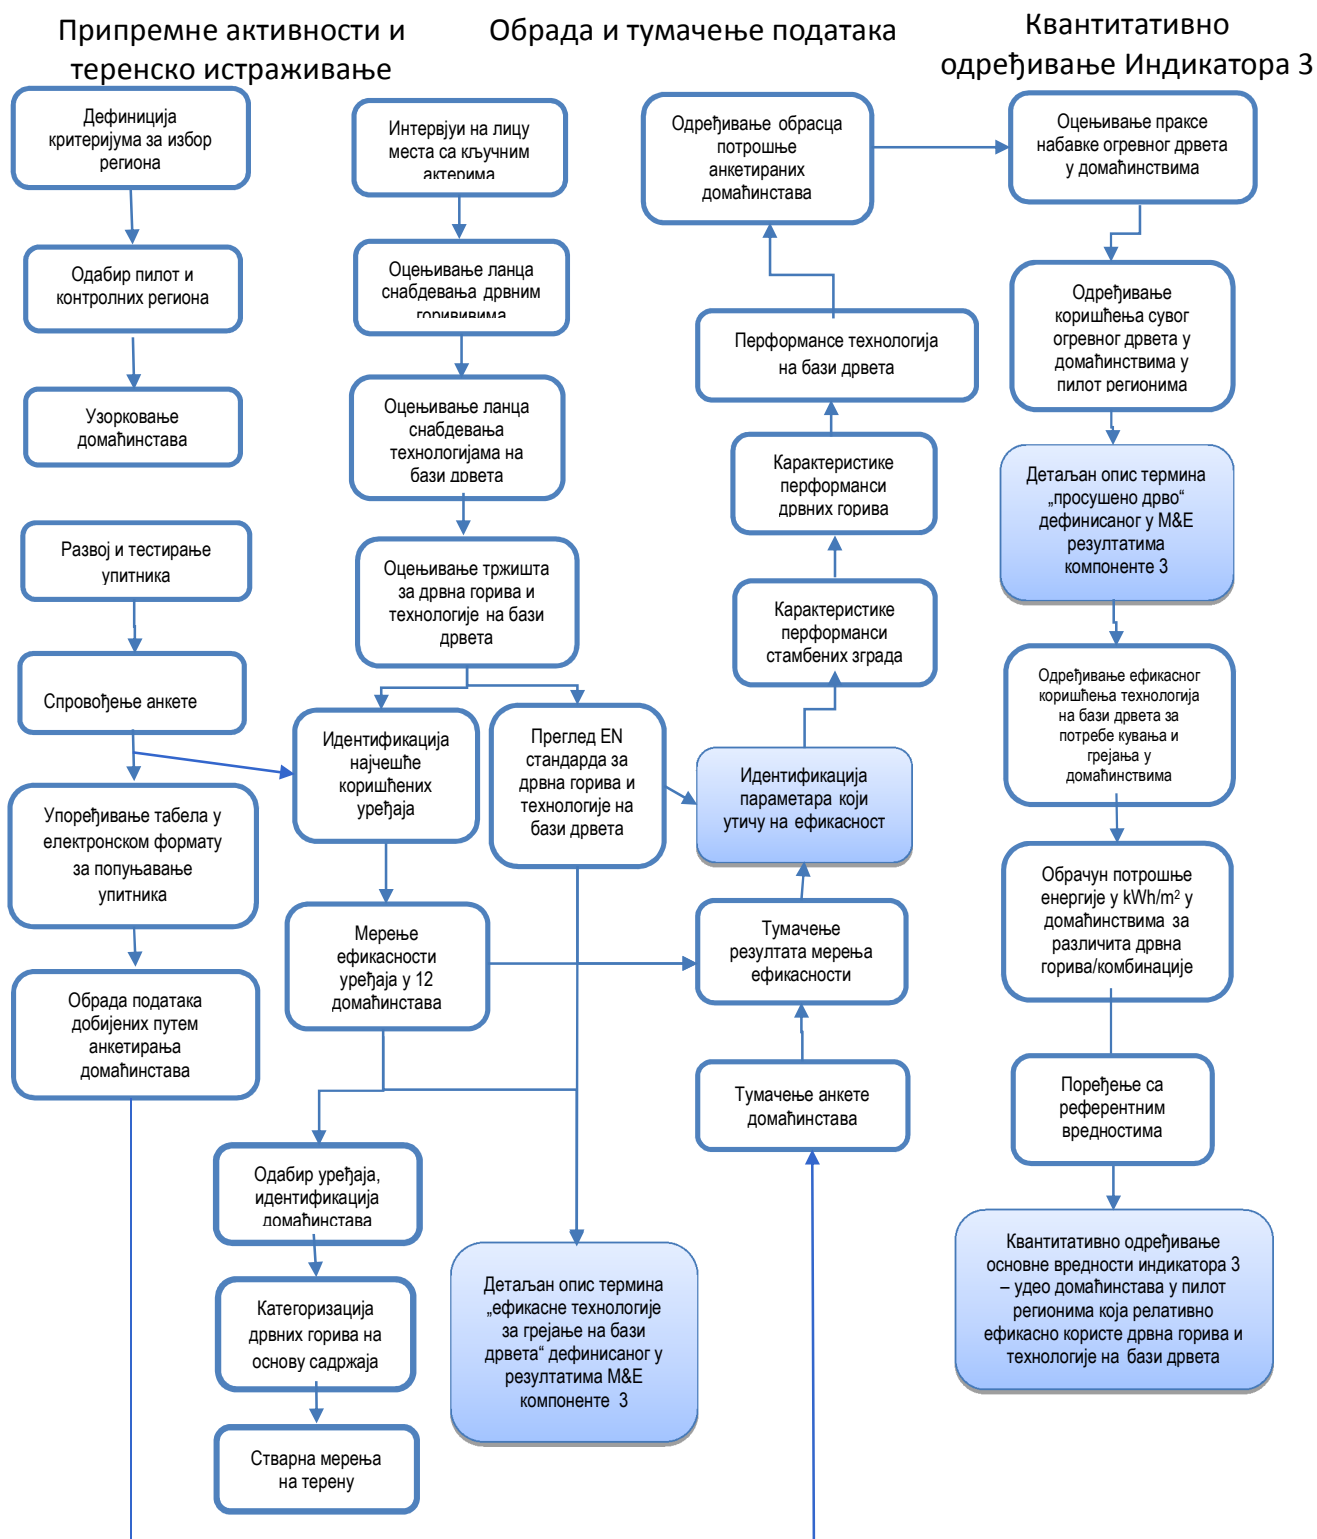 Припремне активности и
теренско истраживање
Обрада и тумачење података
Квантитативно
одређивање Индикатора 3
Дефиниција
критеријума за избор
региона
Одабир пилот и
контролних региона
Узорковање
домаћинстава
Развој и тестирање
упитника
Спровођење анкете
Упоређивање табела у
електронском формату
за попуњавање
упитника
Обрада података
добијених путем
анкетирања
домаћинстава
Интервјуи на лицу
места са кључним
актерима
Оцењивање ланца
снабдевања дрвним
горививима
Оцењивање ланца
снабдевања
технологијама на
бази дрвета
Оцењивање тржишта
за дрвна горива и
технологије на бази
дрвета
Идентификација
најчешће
коришћених
уређаја
Преглед EN
стандарда за
дрвна горива и
технологије на
бази дрвета
Мерење
ефикасности
уређаја у 12
домаћинстава
Одабир уређаја,
идентификација
домаћинстава
Категоризација
дрвних горива на
основу садржаја
Стварна мерења
на терену
Детаљан опис термина
„ефикасне технологије
за грејање на бази
дрвета“ дефинисаног у
резултатима M&E
компоненте 3
Одређивање обрасца
потрошње
анкетираних
домаћинстава
Перформансе технологија
на бази дрвета
Карактеристике
перформанси
дрвних горива
Карактеристике
перформанси
стамбених зграда
Идентификација
параметара који
утичу на ефикасност
Тумачење
резултата мерења
ефикасности
Тумачење анкете
домаћинстава
Оцењивање праксе
набавке огревног дрвета
у домаћинствима
Одређивање
коришћења сувог
огревног дрвета у
домаћинствима у
пилот регионима
Детаљан опис термина
„просушено дрво“
дефинисаног у M&E
резултатима
компоненте 3
Одређивање ефикасног
коришћења технологија
на бази дрвета за
потребе кувања и
грејања у
домаћинствима
Обрачун потрошње
енергије у kWh/m² у
домаћинствима за
различита дрвна
горива/комбинације
Поређење са
референтним
вредностима
Квантитативно одређивање
основне вредности индикатора 3
– удео домаћинстава у пилот
регионима која релативно
ефикасно користе дрвна горива и
технологије на бази дрвета